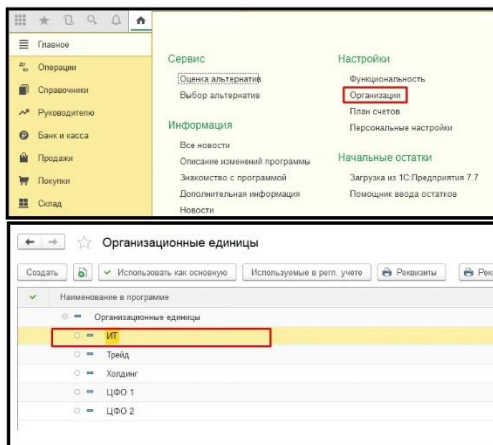 Главное
Операции
Справочники
Руководителю
Банк и касса
Продажи
Покупки
Склад
Сервис
Оценка альтернатив
Выбор альтернатив
Информация
Все новости
Описание изменений программы
Знакомство с программой
Дополнительная информация
Новости
Настройки
Функциональность
Организации
План счетов
Персональные настройки
Начальные остатки
Загрузка из 1С:Предприятия 7.7
Помощник ввода остатков
Организационные единицы
Создать Использовать как основную Используемые в регл. учете Реквизиты Рек
Наименование в программе
Организационные единицы
ИТ
Трейд
Холдинг
ЦФО 1
ЦФО 2